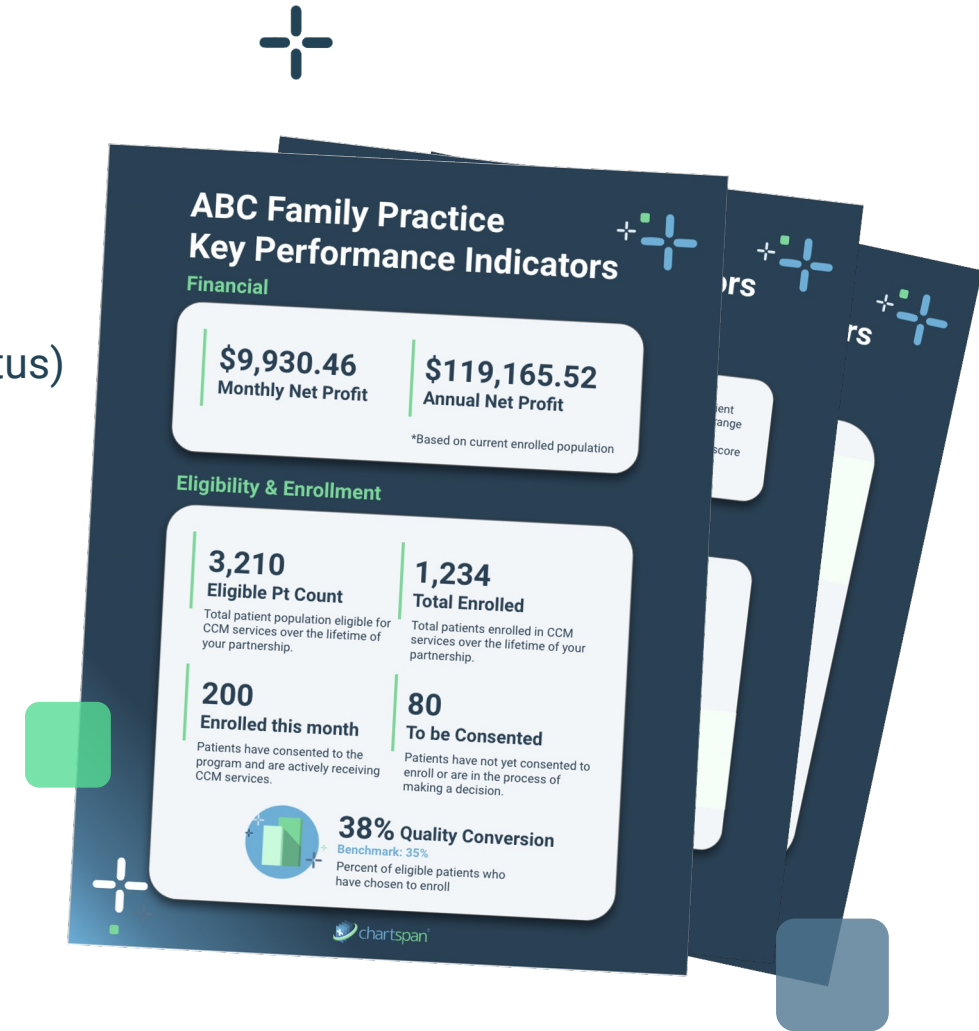 tus)
ABC Family Practice
Key Performance Indicators
Financial
$9,930.46
Monthly Net Profit
$119,165.52
Annual Net Profit
*Based on current enrolled population
Eligibility & Enrollment
3,210
Eligible Pt Count
Total patient population eligible for
CCM services over the lifetime of
your partnership.
1,234
Total Enrolled
Total patients enrolled in CCM
services over the lifetime of your
partnership.
200
Enrolled this month
Patients have consented to the
program and are actively receiving
CCM services.
80
To be Consented
Patients have not yet consented to
enroll or are in the process of
making a decision.
38% Quality Conversion
Benchmark: 35%
Percent of eligible patients who
have chosen to enroll
chartspan
ors
ient
range
score
rs